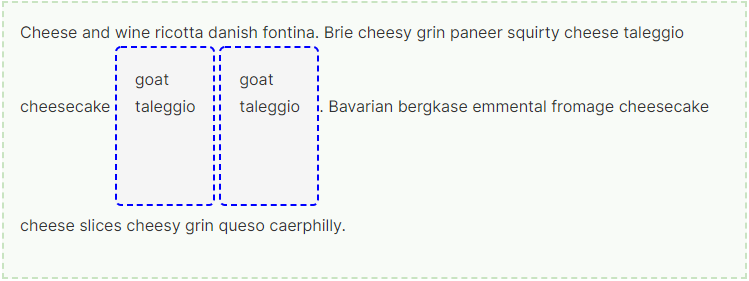 Cheese and wine ricotta danish fontina. Brie cheesy grin paneer squirty cheese taleggio
goat goat
cheesecake taleggio taleggio . Bavarian bergkase emmental fromage cheesecake
cheese slices cheesy grin queso caerphilly.